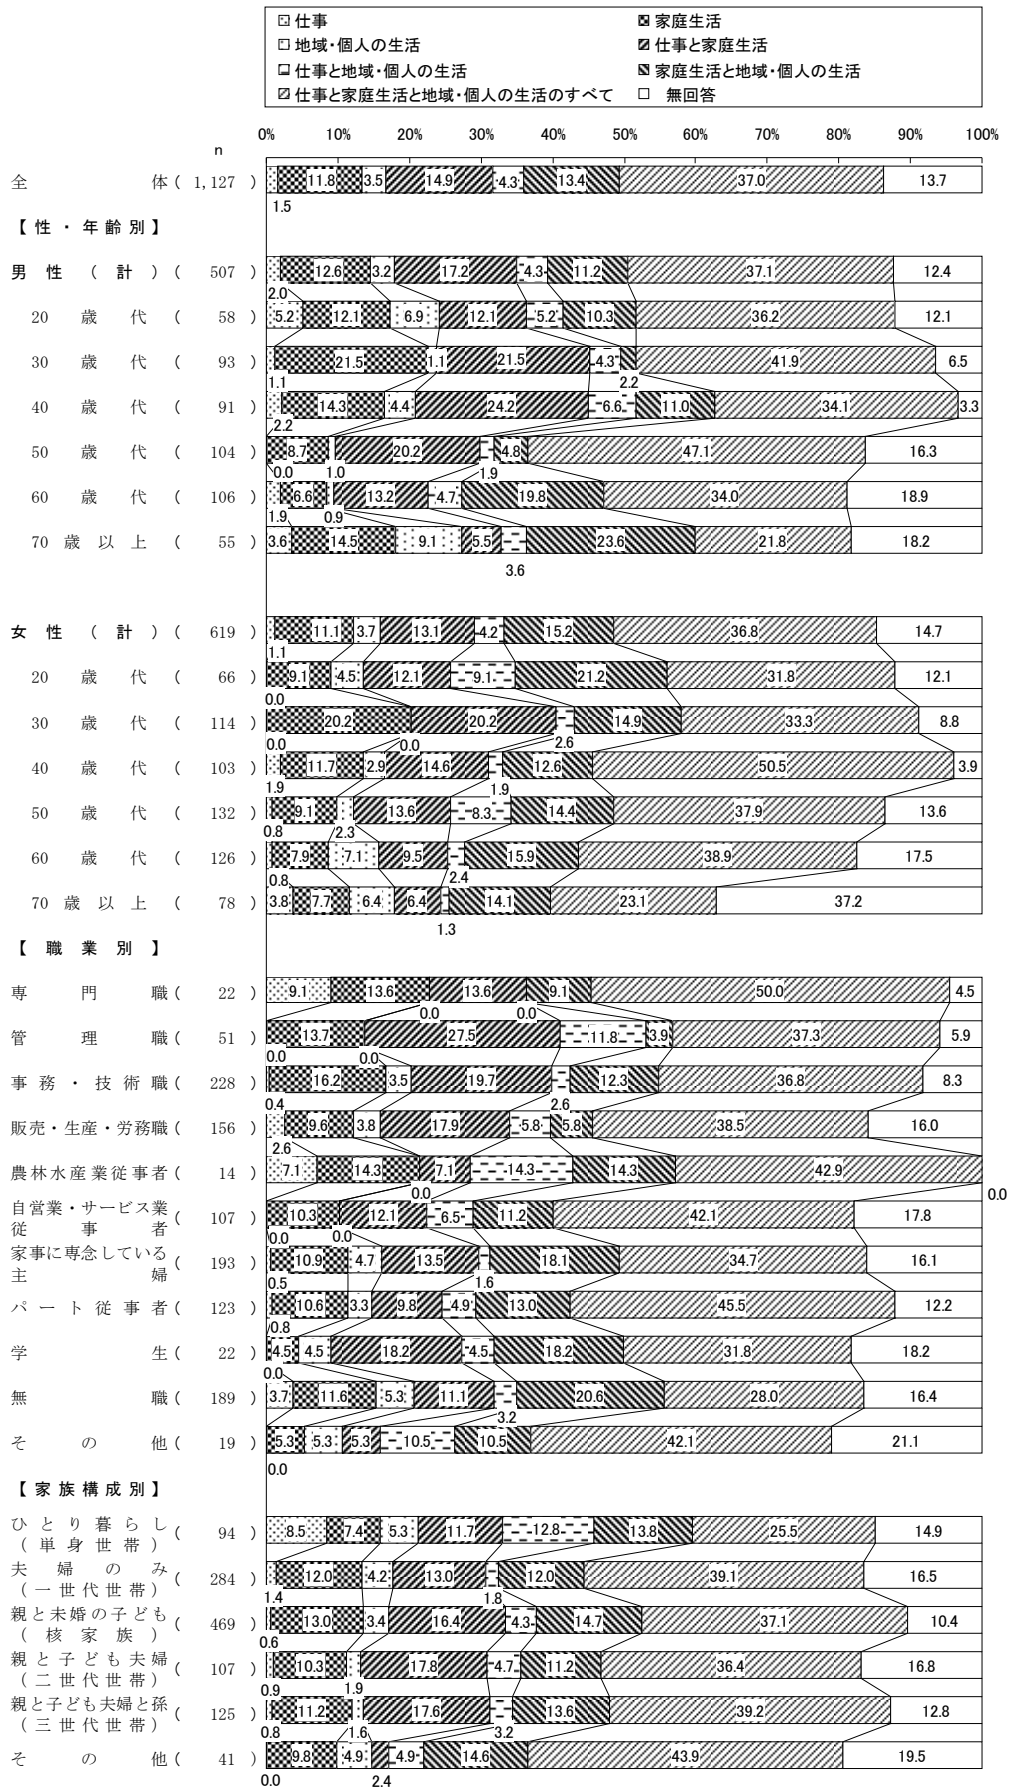 仕事
家庭生活
地域・個人の生活
仕事と家庭生活
仕事と地域・個人の生活
家庭生活と地域・個人の生活
仕事と家庭生活と地域・個人の生活のすべて
無回答
n 0% 10% 20% 30% 40% 50% 60% 70% 80% 90% 100%
全体( 1,127 ) 11.8 3.5 14.9 4.3 13.4 37.0 13.7
1.5
【性・年齢別】
男性(計)( 507 ) 12.6 3.2 17.2 4.3 11.2 37.1 12.4
2.0
20歳代( 58 ) 5.2 12.1 6.9 12.1 5.2 10.3 36.2 12.1
30歳代( 93 ) 21.5 1.1 21.5 4.3 41.9 6.5
1.1 2.2
40歳代( 91 ) 14.3 4.4 24.2 6.6 11.0 34.1 3.3
2.2
50歳代( 104 ) 8.7 20.2 4.8 47.1 16.3
0.0 1.0 1.9
60歳代( 106 ) 6.6 13.2 4.7 19.8 34.0 18.9
1.9 0.9
70歳以上( 55 ) 3.6 14.5 9.1 5.5 23.6 21.8 18.2
3.6
女性(計)( 619 ) 11.1 3.7 13.1 4.2 15.2 36.8 14.7
1.1
20歳代( 66 ) 9.1 4.5 12.1 9.1 21.2 31.8 12.1
0.0
30歳代( 114 ) 20.2 20.2 14.9 33.3 8.8
0.0 0.0 2.6
40歳代( 103 ) 11.7 2.9 14.6 12.6 50.5 3.9
1.9 1.9
50歳代( 132 ) 9.1 13.6 8.3 14.4 37.9 13.6
0.8 2.3
60歳代( 126 ) 7.9 7.1 9.5 15.9 38.9 17.5
0.8 2.4
70歳以上( 78 ) 3.8 7.7 6.4 6.4 14.1 23.1 37.2
1.3
【職業別】
専門職( 22 ) 9.1 13.6 13.6 9.1 50.0 4.5
0.0 0.0
管理職( 51 ) 13.7 27.5 11.8 3.9 37.3 5.9
0.0 0.0
事務・技術職( 228 ) 16.2 3.5 19.7 12.3 36.8 8.3
0.4 2.6
販売・生産・労務職( 156 ) 9.6 3.8 17.9 5.8 5.8 38.5 16.0
2.6
農林水産業従事者( 14 ) 7.1 14.3 7.1 14.3 14.3 42.9
0.0 0.0
自営業・サービス業
従事者( 107 ) 10.3 12.1 6.5 11.2 42.1 17.8
0.0 0.0
家事に専念している
主婦( 193 ) 10.9 4.7 13.5 18.1 34.7 16.1
0.5 1.6
パート従事者( 123 ) 10.6 3.3 9.8 4.9 13.0 45.5 12.2
0.8
学生( 22 ) 4.5 4.5 18.2 4.5 18.2 31.8 18.2
0.0
無職( 189 ) 3.7 11.6 5.3 11.1 20.6 28.0 16.4
3.2
その他( 19 ) 5.3 5.3 5.3 10.5 10.5 42.1 21.1
0.0
【家族構成別】
ひとり暮らし
(単身世帯)( 94 ) 8.5 7.4 5.3 11.7 12.8 13.8 25.5 14.9
夫婦のみ
(一世代世帯)( 284 ) 12.0 4.2 13.0 12.0 39.1 16.5
1.4 1.8
親と未婚の子ども
(核家族)( 469 ) 13.0 3.4 16.4 4.3 14.7 37.1 10.4
0.6
親と子ども夫婦
(二世代世帯)( 107 ) 10.3 17.8 4.7 11.2 36.4 16.8
0.9 1.9
親と子ども夫婦と孫
(三世代世帯)( 125 ) 11.2 17.6 13.6 39.2 12.8
0.8 1.6 3.2
その他( 41 ) 9.8 4.9 4.9 14.6 43.9 19.5
0.0 2.4